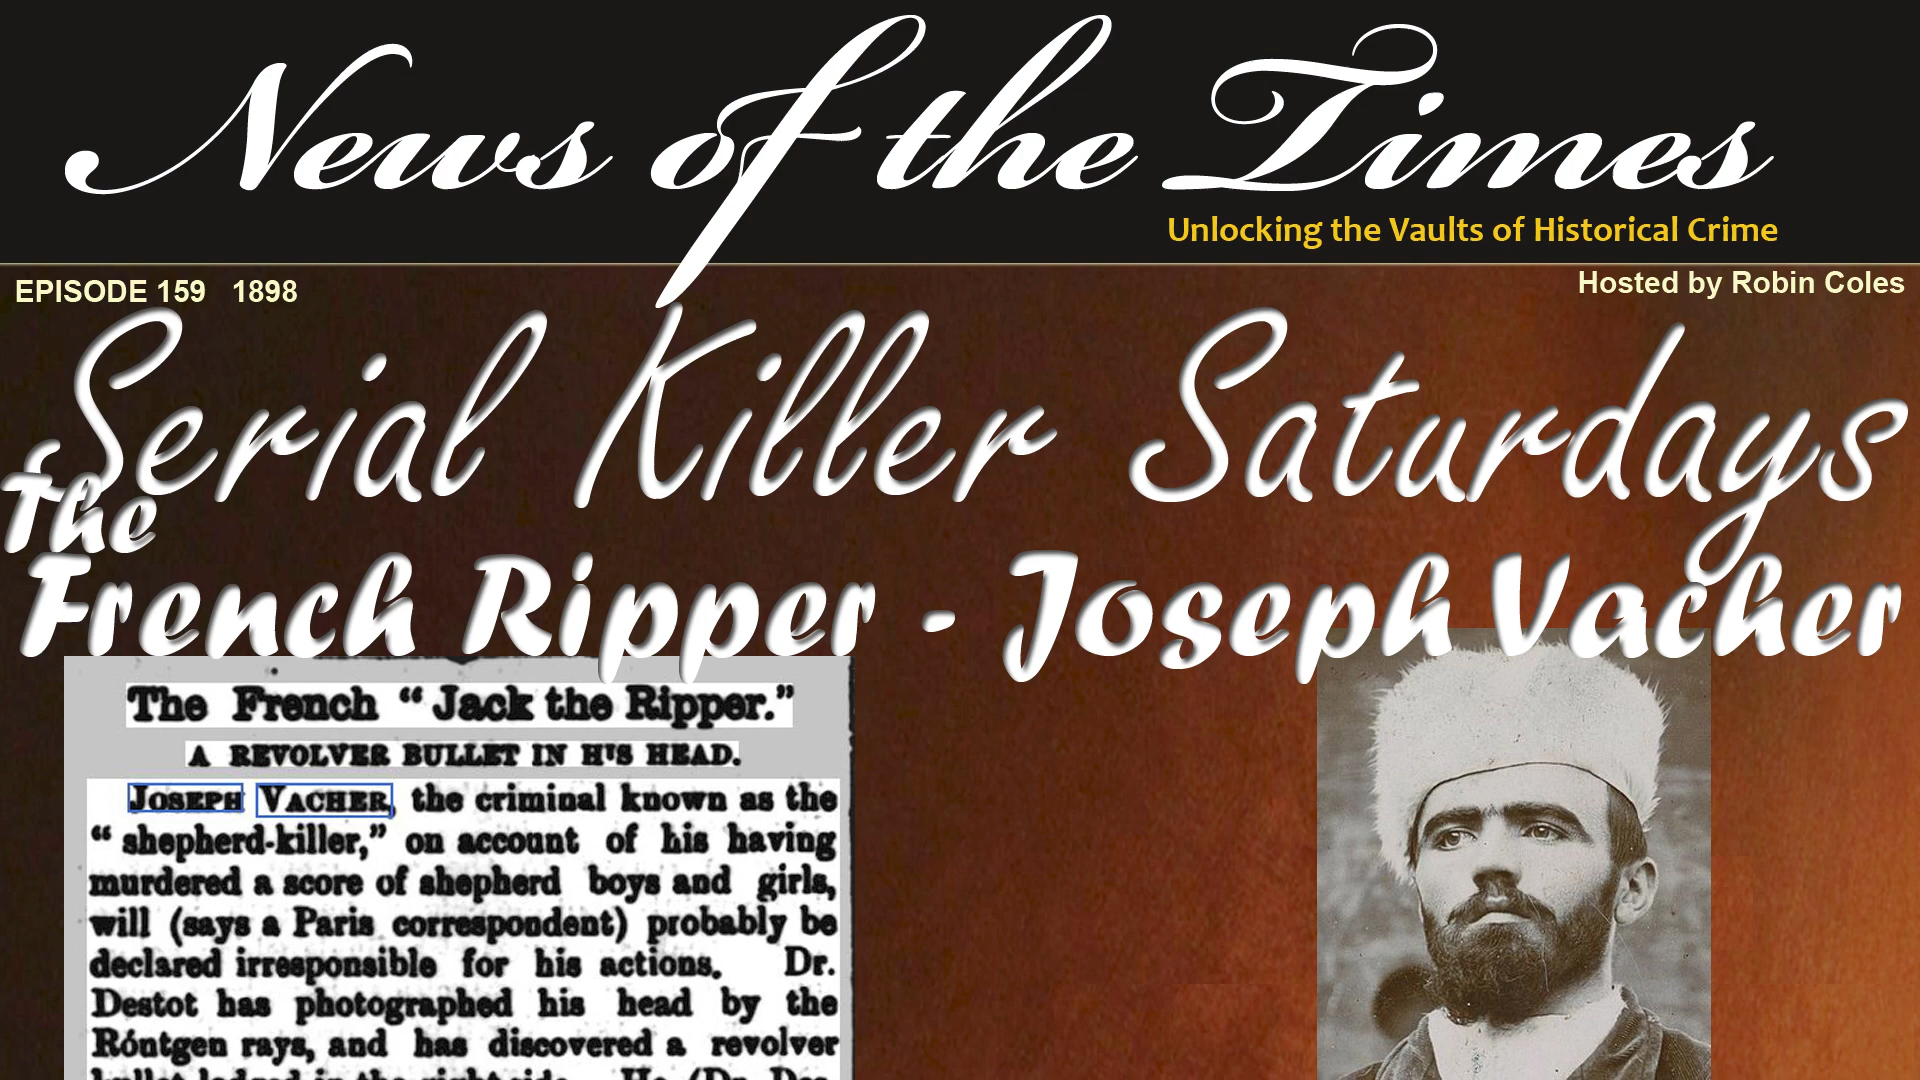 News of the Times
Unlocking the Vaults of Historical Crime
EPISODE 159 1898
Hosted by Robin Coles
Serial Killer Saturdays
The
French Ripper - Joseph Vacher
The French “Jack the Ripper.”
A REVOLVER BULLET IN HIS HEAD.
JOSEPH VACHER, the criminal known as the
“shepherd-killer,” on account of his having
murdered a score of shepherd boys and girls,
will (says a Paris correspondent) probably be
declared irresponsible for his actions. Dr.
Destot has photographed his head by the
Röntgen rays, and has discovered a revolver